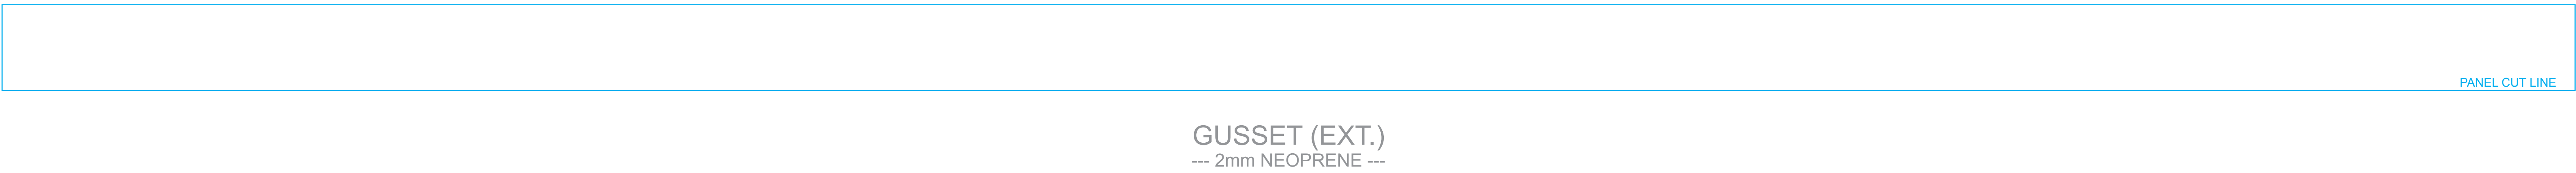 PANEL CUT LINE
GUSSET (EXT.)
--- 2mm NEOPRENE ---